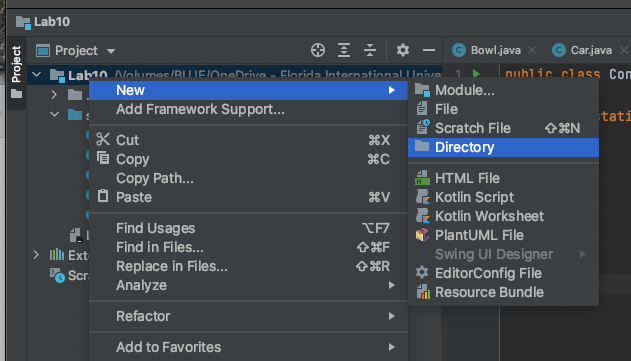 Lab10
Project
Project
Bowl.java
Car.java
Lab10 /Volumes/BLUE/OneDrive - Florida International Unive
1
public class Con
stati
New
Add Framework Support...
Cut ⌘X
Copy ⌘C
Copy Path...
Paste ⌘V
Find Usages ⌥F7
Find in Files... ⇧⌘F
Replace in Files... ⇧⌘R
Analyze
Refactor
Add to Favorites
Module...
File
Scratch File ⇧⌘N
Directory
HTML File
Kotlin Script
Kotlin Worksheet
PlantUML File
Swing UI Designer
EditorConfig File
Resource Bundle
s
Exte
Scra